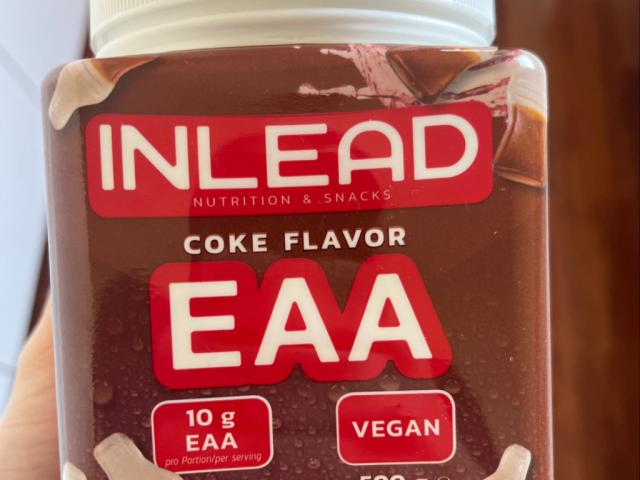 INLEAD
NUTRITION & SNACKS
COKE FLAVOR
EAA
10 g
EAA
pro Portion/per serving
VEGAN